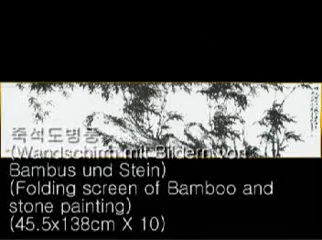 죽석도병풍
(Wandschirm mit Bildern von
Bambus und Stein)
(Folding screen of Bamboo and
stone painting)
(45.5x138cm X 10)